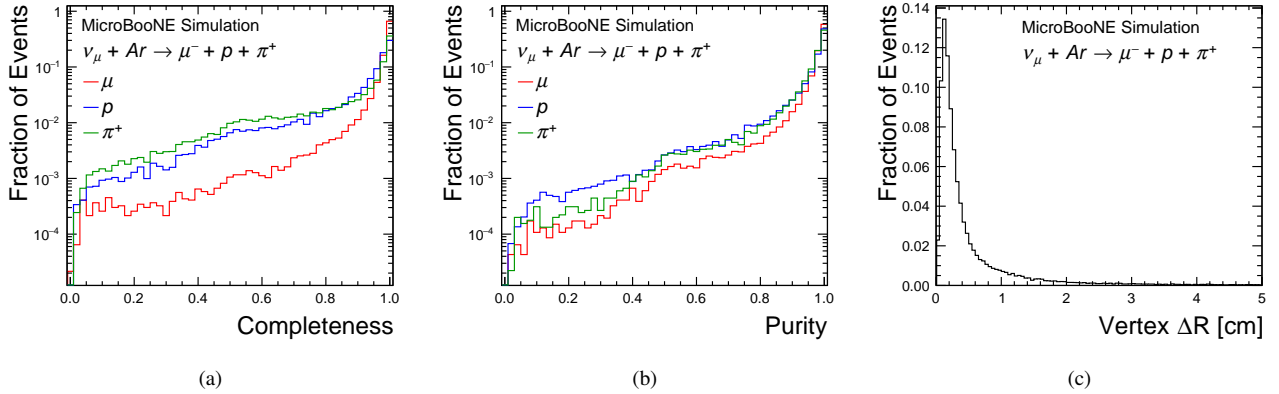 MicroBooNE Simulation
ν_μ + Ar → μ⁻ + p + π⁺
μ
p
π⁺
Fraction of Events
10⁻¹
10⁻²
10⁻³
10⁻⁴
0.0 0.2 0.4 0.6 0.8 1.0
Completeness
(a)
MicroBooNE Simulation
ν_μ + Ar → μ⁻ + p + π⁺
μ
p
π⁺
Fraction of Events
10⁻¹
10⁻²
10⁻³
10⁻⁴
0.0 0.2 0.4 0.6 0.8 1.0
Purity
(b)
MicroBooNE Simulation
ν_μ + Ar → μ⁻ + p + π⁺
Fraction of Events
0.14
0.12
0.10
0.08
0.06
0.04
0.02
0.00
0 1 2 3 4 5
Vertex ΔR [cm]
(c)